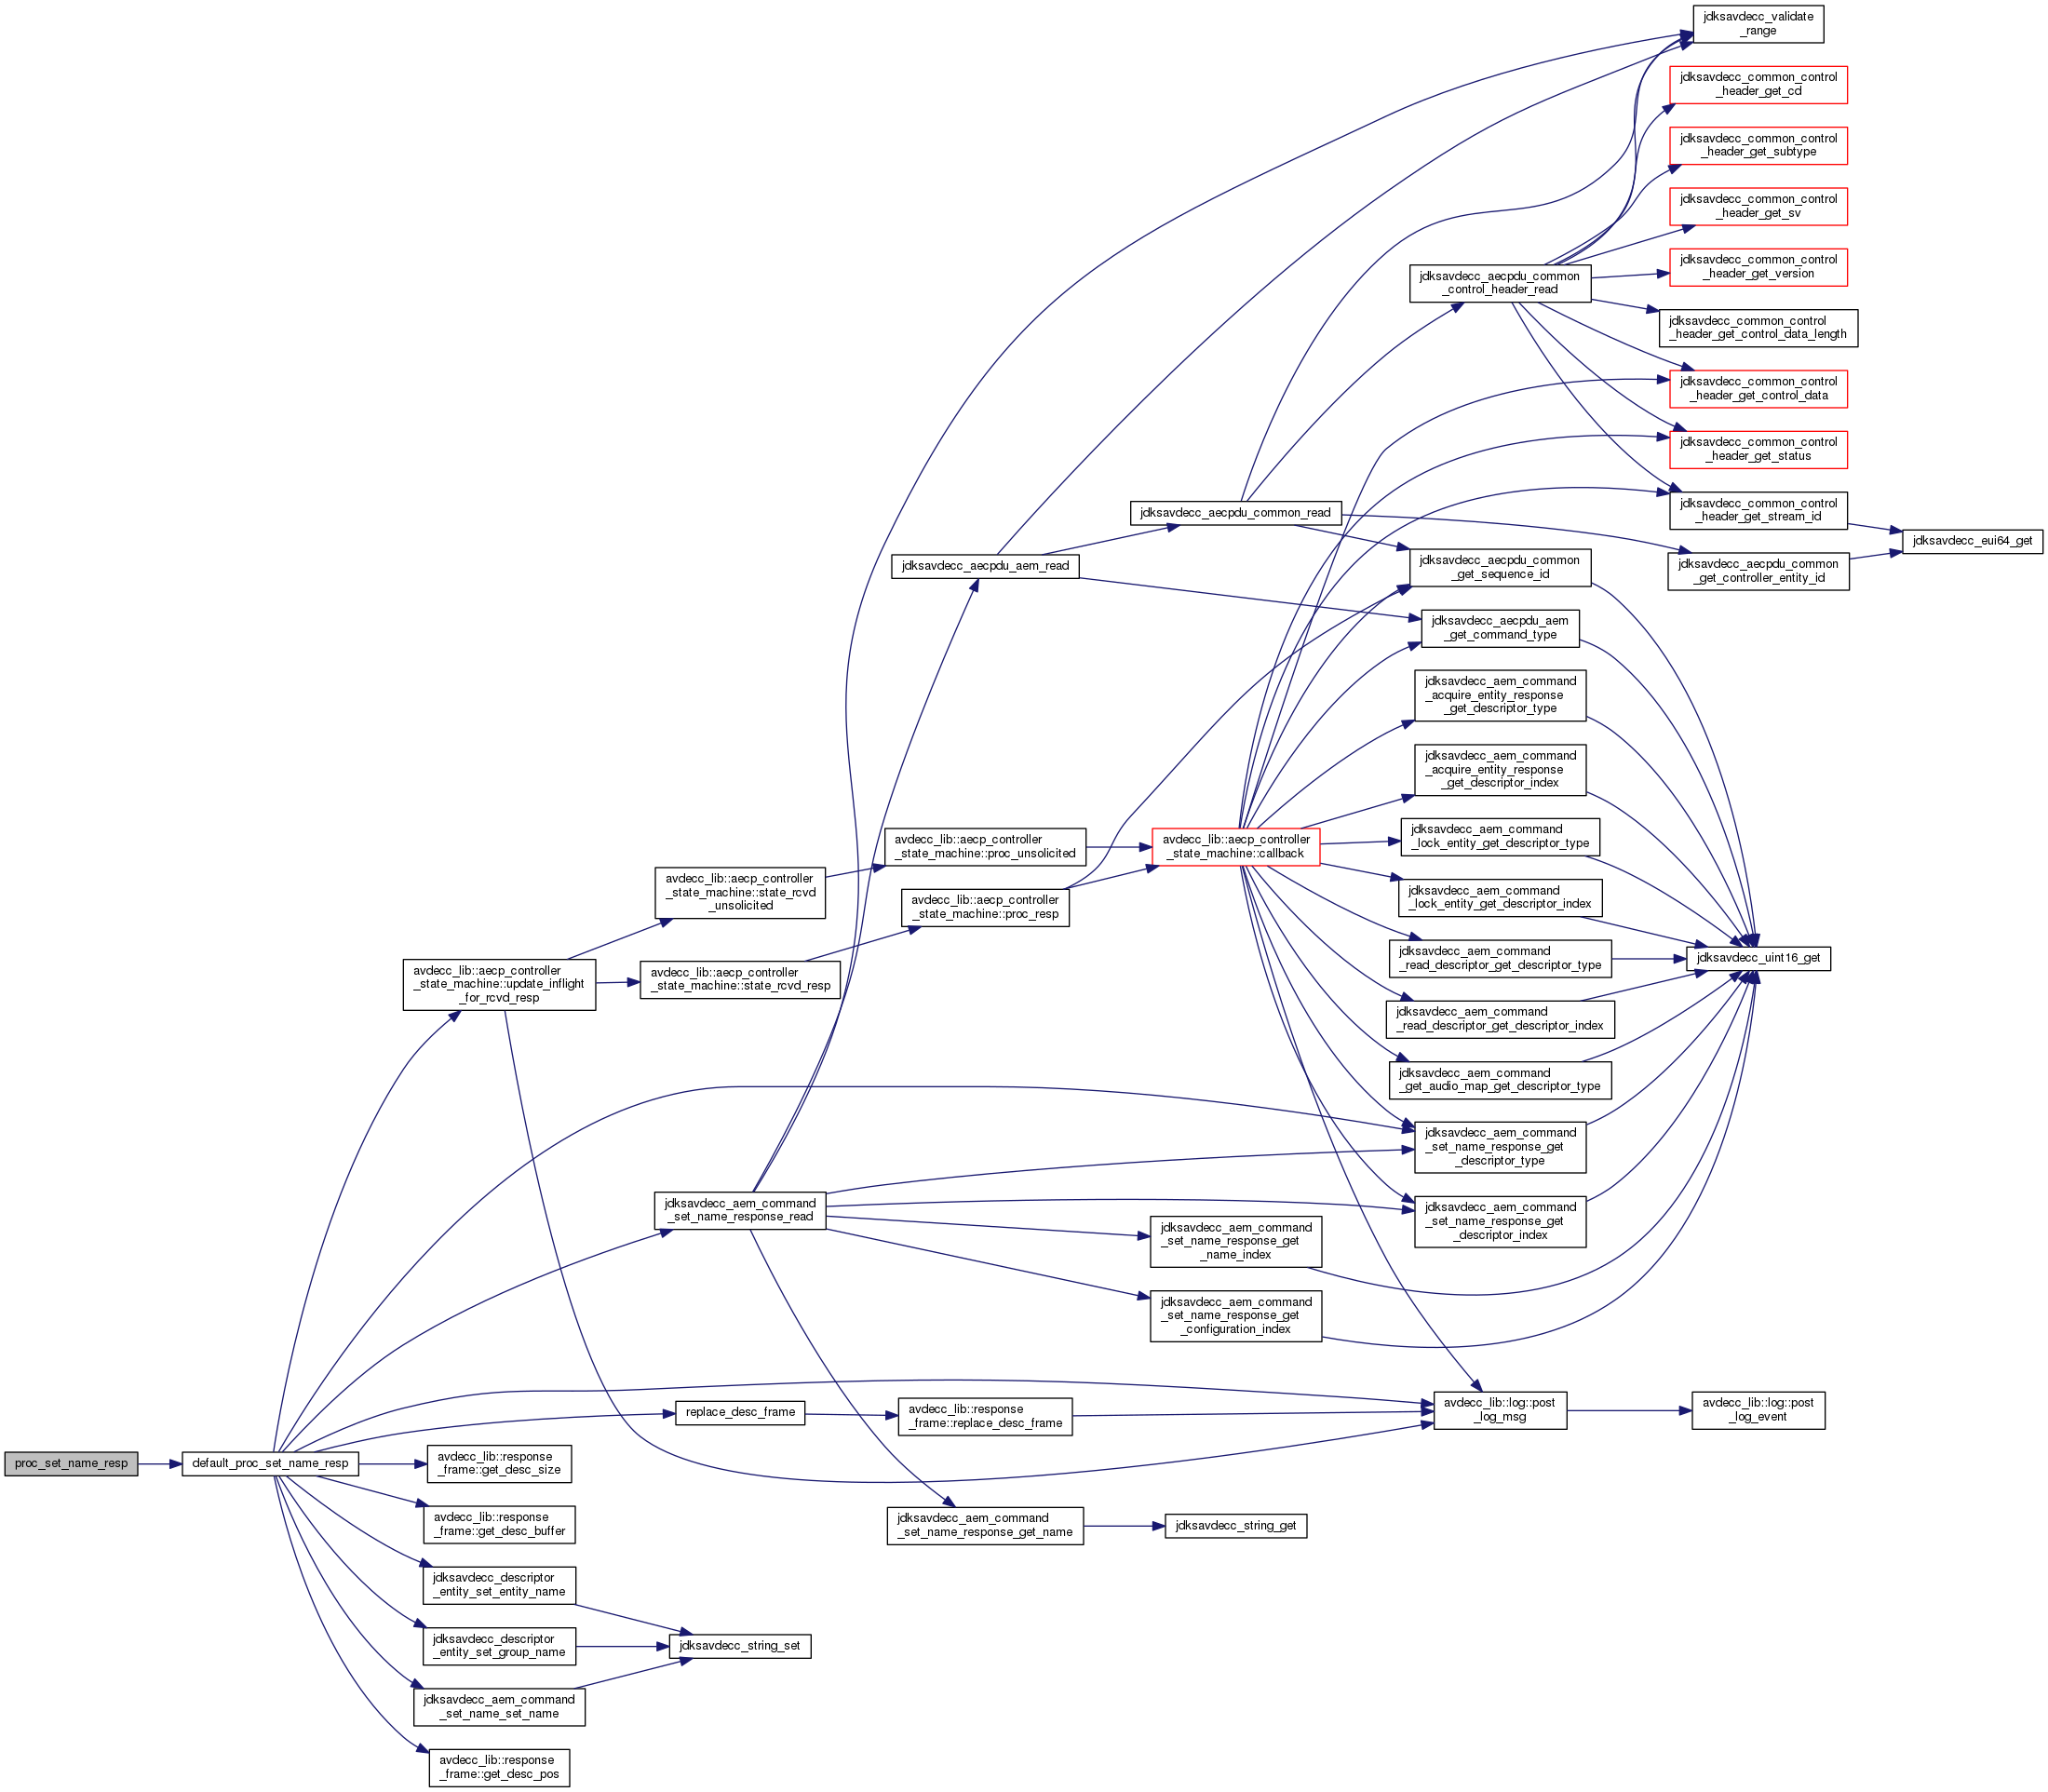 proc_set_name_resp
default_proc_set_name_resp
avdecc_lib::aecp_controller
_state_machine::update_inflight
_for_rcvd_resp
jdksavdecc_aem_command
_set_name_response_read
replace_desc_frame
avdecc_lib::response
_frame::get_desc_size
avdecc_lib::response
_frame::get_desc_buffer
jdksavdecc_descriptor
_entity_set_entity_name
jdksavdecc_descriptor
_entity_set_group_name
jdksavdecc_aem_command
_set_name_set_name
avdecc_lib::response
_frame::get_desc_pos
jdksavdecc_string_set
avdecc_lib::aecp_controller
_state_machine::state_rcvd
_unsolicited
avdecc_lib::aecp_controller
_state_machine::state_rcvd_resp
avdecc_lib::aecp_controller
_state_machine::proc_unsolicited
avdecc_lib::aecp_controller
_state_machine::proc_resp
jdksavdecc_aecpdu_aem_read
avdecc_lib::response
_frame::replace_desc_frame
jdksavdecc_aem_command
_set_name_response_get_name
jdksavdecc_string_get
jdksavdecc_aecpdu_common_read
avdecc_lib::aecp_controller
_state_machine::callback
jdksavdecc_aem_command
_set_name_response_get
_name_index
jdksavdecc_aem_command
_set_name_response_get
_configuration_index
jdksavdecc_aecpdu_common
_control_header_read
jdksavdecc_aecpdu_common
_get_sequence_id
jdksavdecc_aecpdu_aem
_get_command_type
jdksavdecc_aem_command
_acquire_entity_response
_get_descriptor_type
jdksavdecc_aem_command
_acquire_entity_response
_get_descriptor_index
jdksavdecc_aem_command
_lock_entity_get_descriptor_type
jdksavdecc_aem_command
_lock_entity_get_descriptor_index
jdksavdecc_aem_command
_read_descriptor_get_descriptor_type
jdksavdecc_aem_command
_read_descriptor_get_descriptor_index
jdksavdecc_aem_command
_get_audio_map_get_descriptor_type
jdksavdecc_aem_command
_set_name_response_get
_descriptor_type
jdksavdecc_aem_command
_set_name_response_get
_descriptor_index
avdecc_lib::log::post
_log_msg
avdecc_lib::log::post
_log_event
jdksavdecc_validate
_range
jdksavdecc_common_control
_header_get_cd
jdksavdecc_common_control
_header_get_subtype
jdksavdecc_common_control
_header_get_sv
jdksavdecc_common_control
_header_get_version
jdksavdecc_common_control
_header_get_control_data_length
jdksavdecc_common_control
_header_get_control_data
jdksavdecc_common_control
_header_get_status
jdksavdecc_common_control
_header_get_stream_id
jdksavdecc_aecpdu_common
_get_controller_entity_id
jdksavdecc_eui64_get
jdksavdecc_uint16_get